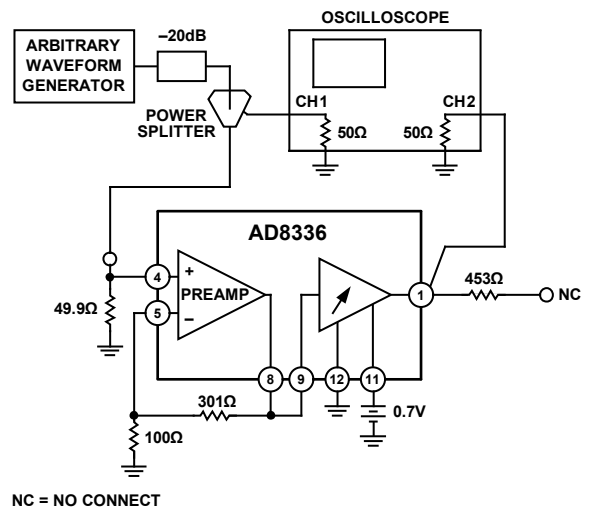 OSCILLOSCOPE
ARBITRARY
WAVEFORM
GENERATOR
–20dB
POWER
SPLITTER
CH1
CH2
50Ω
50Ω
AD8336
4
+
PREAMP
5
–
49.9Ω
1
453Ω
NC
8
9
12
11
301Ω
100Ω
0.7V
NC = NO CONNECT